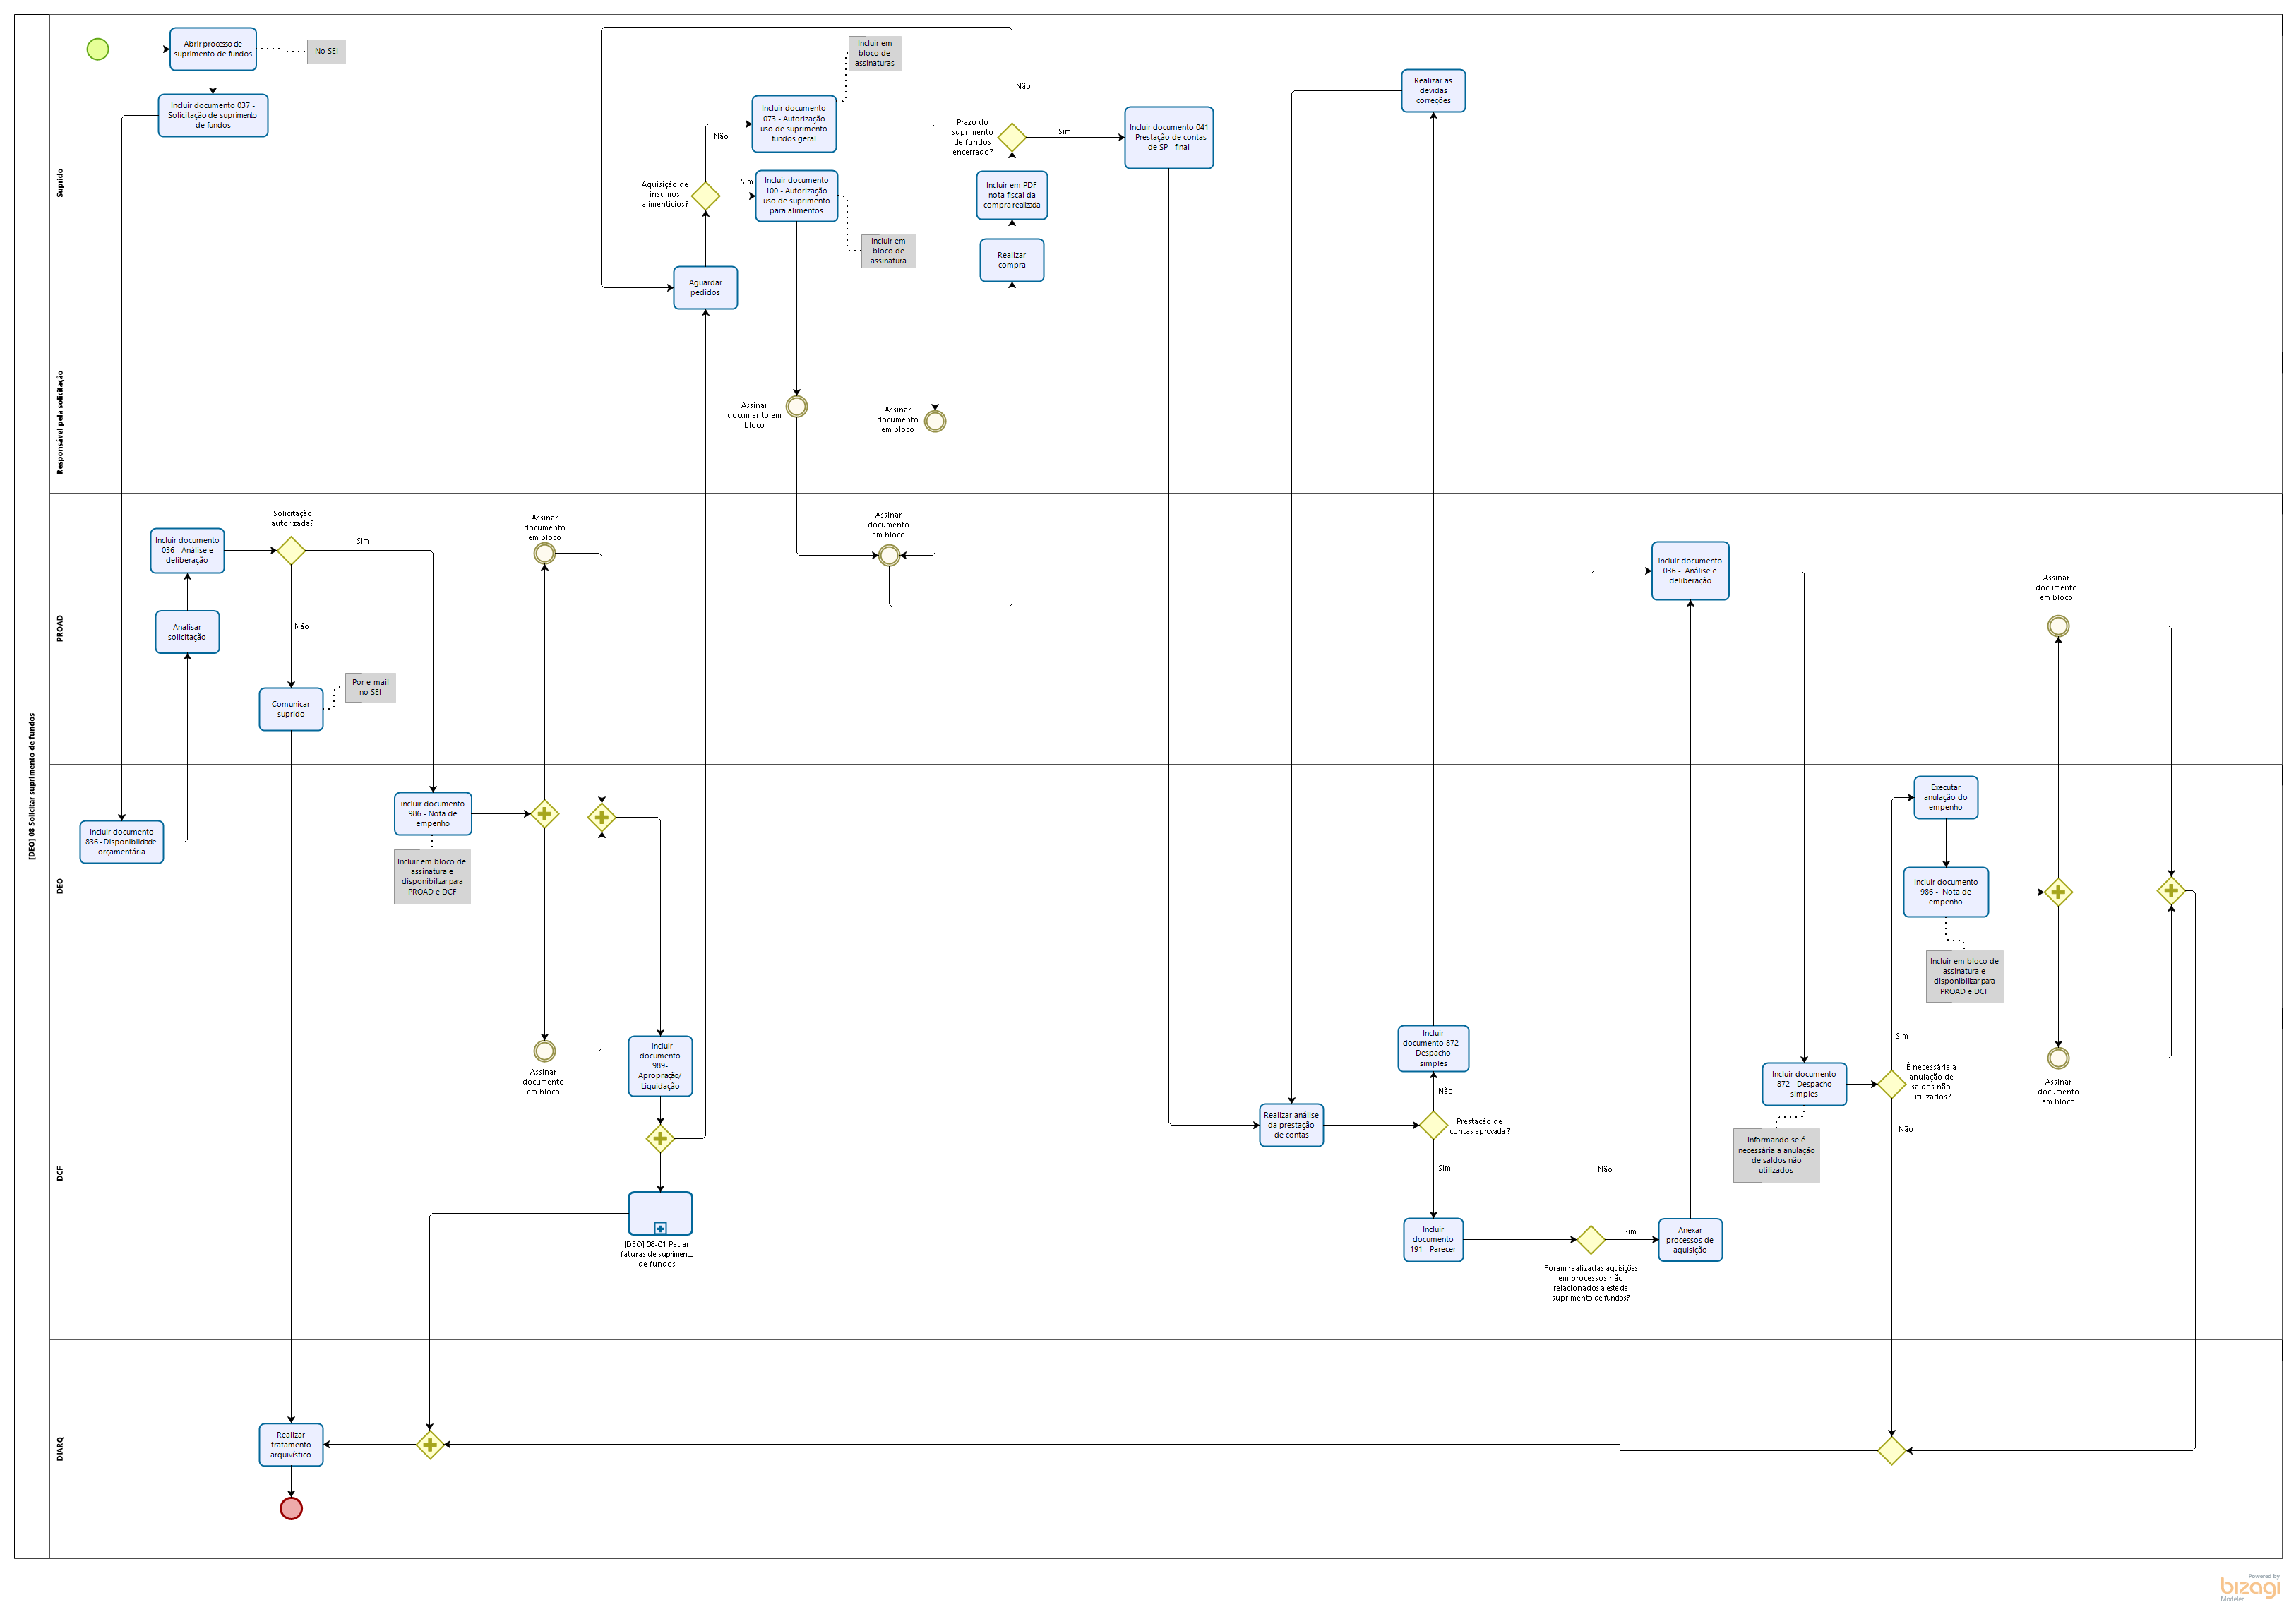 [DEO] 08 Solicitar suprimento de fundos
Suprido
Abrir processo de
suprimento de fundos
No SEI
Incluir documento 037 -
Solicitação de suprimento
de fundos
Aguardar
pedidos
Aquisição de
insumos
alimentícios?
Não
Sim
Incluir documento
073 - Autorização
uso de suprimento
fundos geral
Incluir em
bloco de
assinaturas
Incluir documento
100 - Autorização
uso de suprimento
para alimentos
Incluir em
bloco de
assinatura
Realizar
compra
Incluir em PDF
nota fiscal da
compra realizada
Prazo do
suprimento
de fundos
encerrado?
Não
Sim
Incluir documento 041
- Prestação de contas
de SP - final
Realizar as
devidas
correções
Responsável pela solicitação
Assinar
documento em
bloco
Assinar
documento
em bloco
PROAD
Incluir documento
036 - Análise e
deliberação
Analisar
solicitação
Solicitação
autorizada?
Sim
Não
Comunicar
suprido
Por e-mail
no SEI
Assinar
documento
em bloco
Assinar
documento
em bloco
Incluir documento
036 - Análise e
deliberação
Assinar
documento
em bloco
DEO
Incluir documento
836 - Disponibilidade
orçamentária
incluir documento
986 - Nota de
empenho
Incluir em bloco de
assinatura e
disponibilizar para
PROAD e DCF
Executar
anulação do
empenho
Incluir documento
986 - Nota de
empenho
Incluir em bloco de
assinatura e
disponibilizar para
PROAD e DCF
DCF
Assinar
documento
em bloco
Incluir
documento
989-
Apropriação/
Liquidação
[DEO] 08-01 Pagar
faturas de suprimento
de fundos
Realizar análise
da prestação
de contas
Incluir
documento 872 -
Despacho
simples
Não
Prestação de
contas aprovada ?
Sim
Incluir
documento
191 - Parecer
Não
Sim
Foram realizadas aquisições
em processos não
relacionados a este de
suprimento de fundos?
Anexar
processos de
aquisição
Incluir documento
872 - Despacho
simples
Informando se é
necessária a anulação
de saldos não
utilizados
Sim
É necessária a
anulação de
saldos não
utilizados?
Não
Assinar
documento
em bloco
DIARQ
Realizar
tratamento
arquivístico
Powered by
bizagi
Modeler